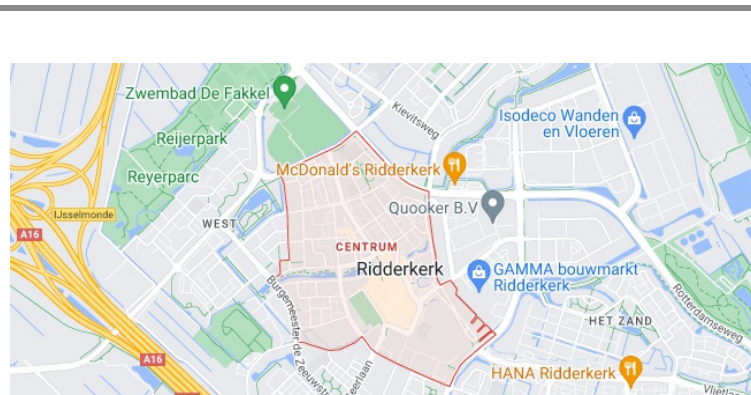 Zwembad De Fakkel
Kievitsweg
Isodeco Wanden
en Vloeren
Reijerpark
Reyerparc
McDonald's Ridderkerk
IJsselmonde
Quooker B.V
WEST
A16
CENTRUM
Ridderkerk
GAMMA bouwmarkt
Ridderkerk
Burgemeester de Zeeuwstr
Rotterdamseweg
HET ZAND
A16
HANA Ridderkerk